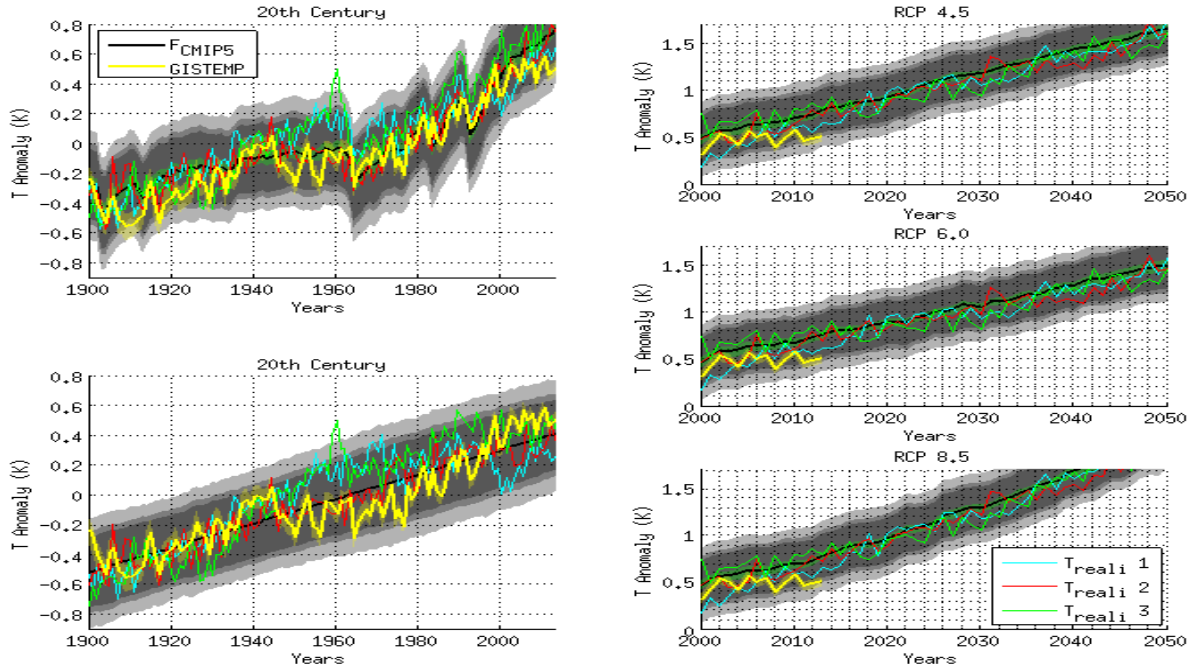 20th Century
0.8
0.6
0.4
0.2
0
−0.2
−0.4
−0.6
−0.8
T Anomaly (K)
F_CMIP5
GISTEMP
1900 1920 1940 1960 1980 2000
Years
20th Century
0.8
0.6
0.4
0.2
0
−0.2
−0.4
−0.6
−0.8
T Anomaly (K)
1900 1920 1940 1960 1980 2000
Years
RCP 4.5
1.5
1
0.5
0
T Anomaly (K)
2000 2010 2020 2030 2040 2050
Years
RCP 6.0
1.5
1
0.5
0
T Anomaly (K)
2000 2010 2020 2030 2040 2050
Years
RCP 8.5
1.5
1
0.5
0
T Anomaly (K)
T_reali 1
T_reali 2
T_reali 3
2000 2010 2020 2030 2040 2050
Years